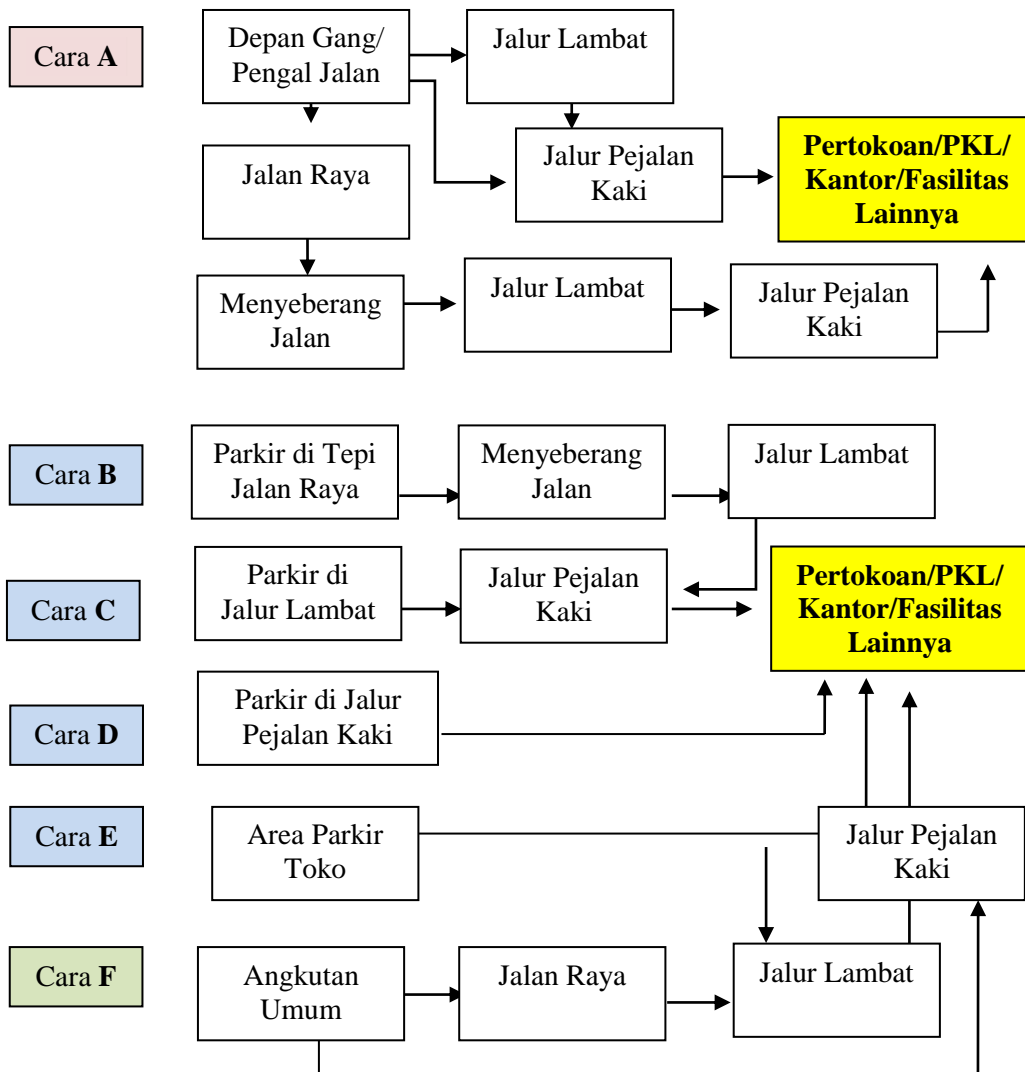 Cara A
Depan Gang/
Pengal Jalan
Jalur Lambat
Jalan Raya
Jalur Pejalan
Kaki
Pertokoan/PKL/
Kantor/Fasilitas
Lainnya
Menyeberang
Jalan
Jalur Lambat
Jalur Pejalan
Kaki
Cara B
Parkir di Tepi
Jalan Raya
Menyeberang
Jalan
Jalur Lambat
Cara C
Parkir di
Jalur Lambat
Jalur Pejalan
Kaki
Pertokoan/PKL/
Kantor/Fasilitas
Lainnya
Cara D
Parkir di Jalur
Pejalan Kaki
Cara E
Area Parkir
Toko
Jalur Pejalan
Kaki
Cara F
Angkutan
Umum
Jalan Raya
Jalur Lambat